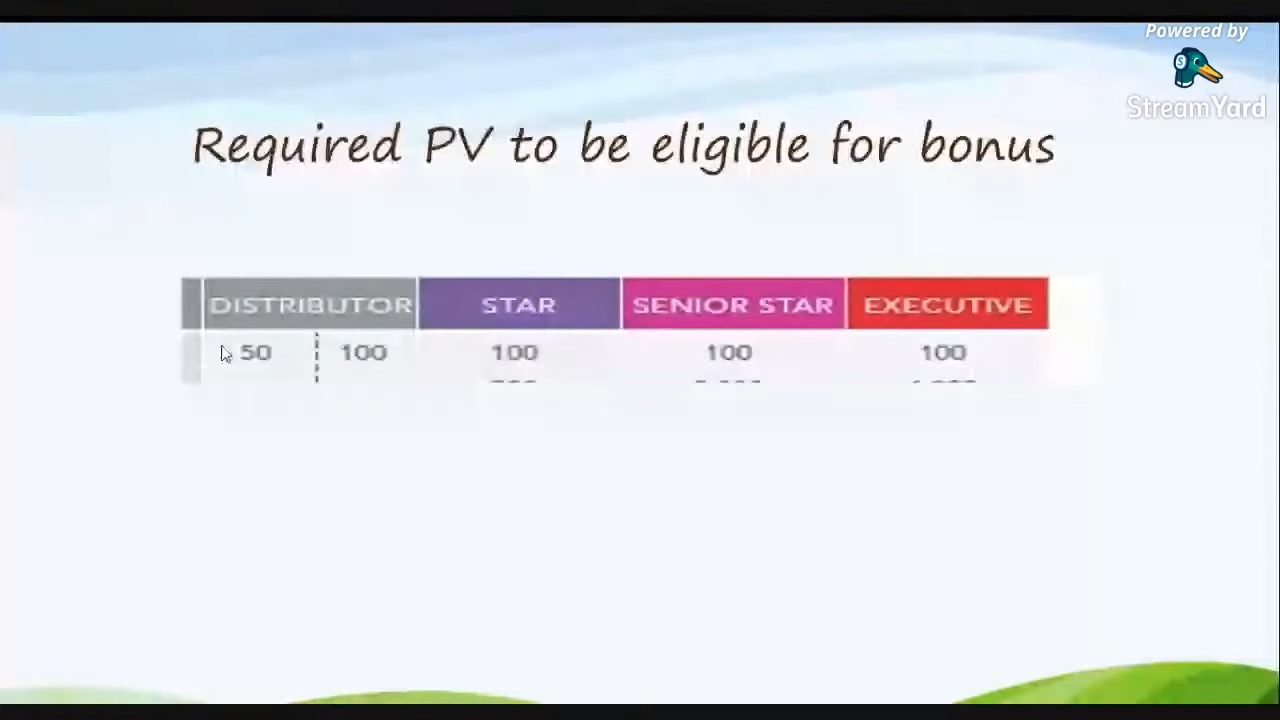 Powered by
StreamYard
Required PV to be eligible for bonus
DISTRIBUTOR STAR SENIOR STAR EXECUTIVE
50 100 100 100 100